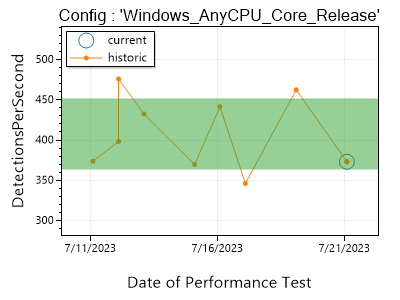 Config : 'Windows_AnyCPU_Core_Release'
current
historic
DetectionsPerSecond
550
500
450
400
350
300
7/11/2023
7/16/2023
7/21/2023
Date of Performance Test